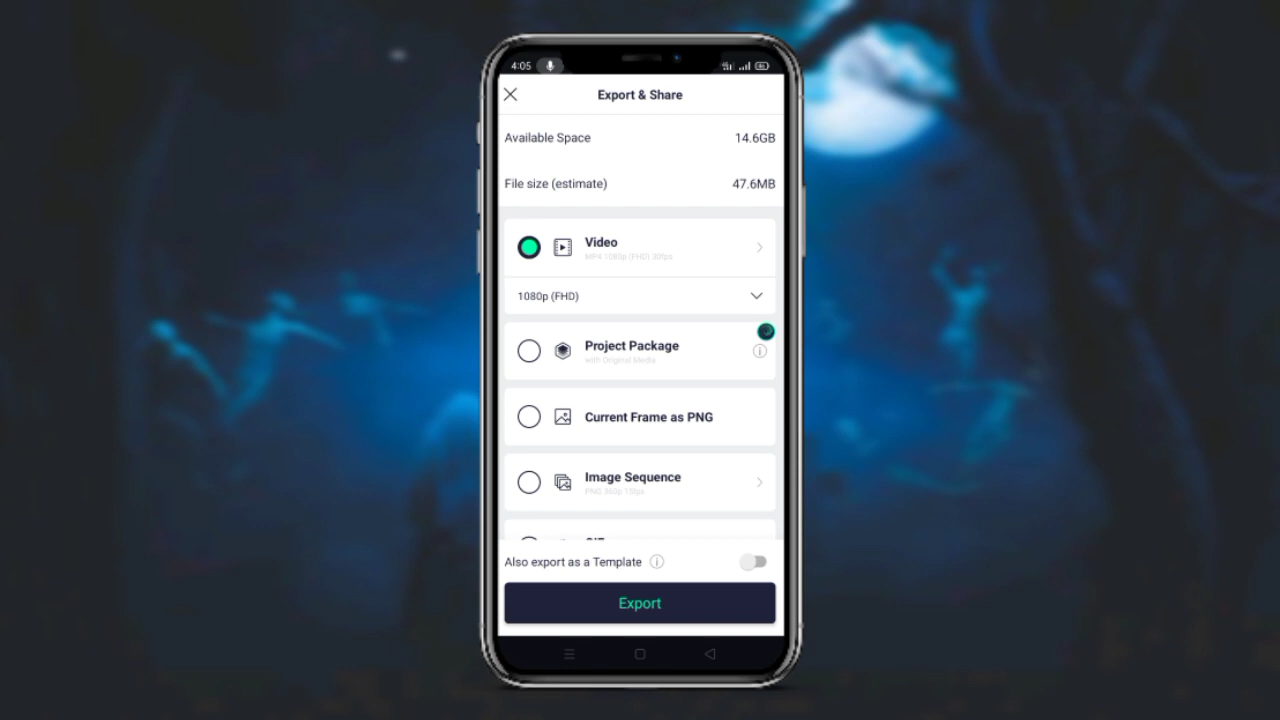 4:05
Export & Share
Available Space 14.6GB
File size (estimate) 47.6MB
Video
MP4 1080p (FHD) 30fps
1080p (FHD)
Project Package
with Original Media
Current Frame as PNG
Image Sequence
PNG 360p 15fps
Also export as a Template
Export